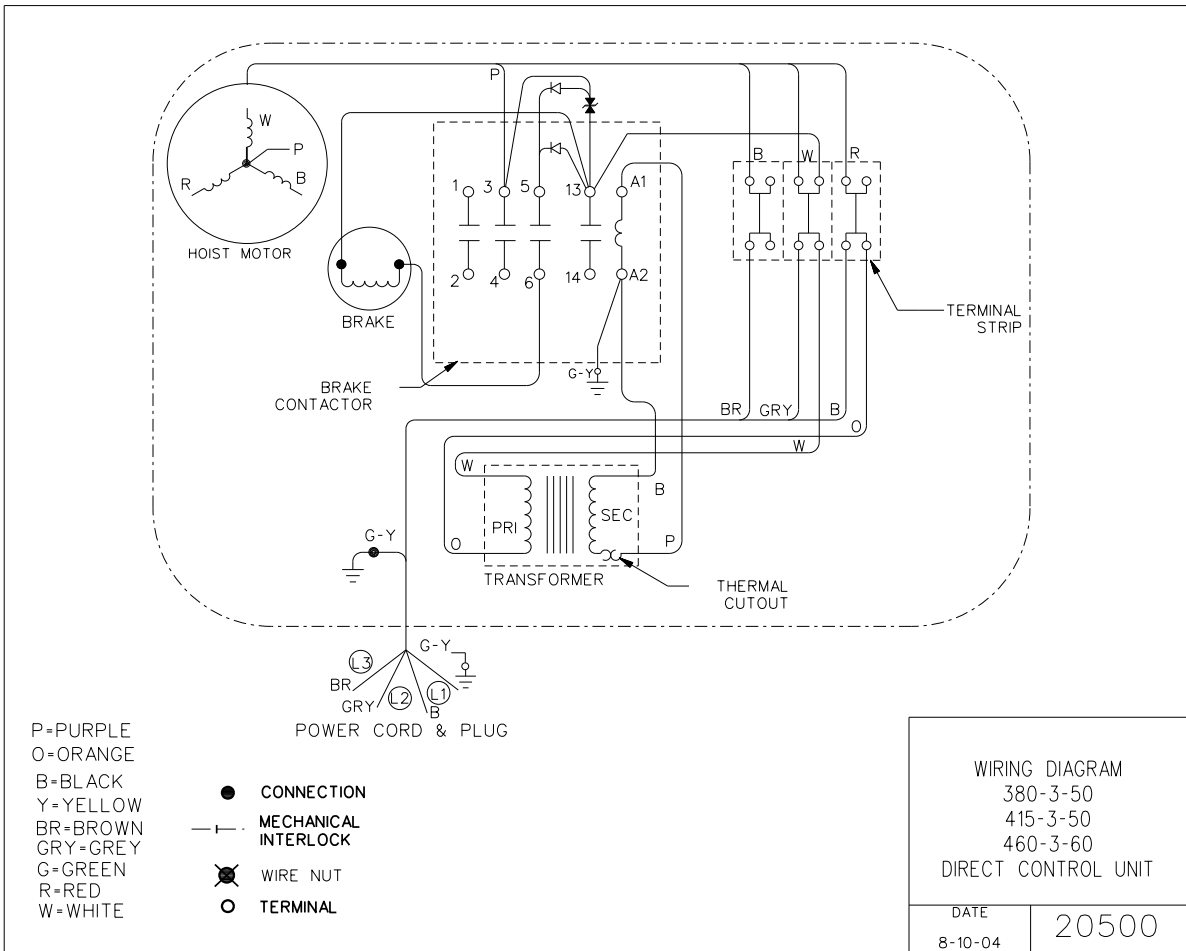 P
W
P
R
B
HOIST MOTOR
BRAKE
1
3
5
13
A1
2
4
6
14
A2
B
W
R
TERMINAL
STRIP
BRAKE
CONTACTOR
G-Y
BR
GRY
B
O
W
W
B
PRI
SEC
O
P
G-Y
TRANSFORMER
THERMAL
CUTOUT
G-Y
L3
BR
L2
L1
GRY
B
POWER CORD & PLUG
P=PURPLE
O=ORANGE
B=BLACK
Y=YELLOW
BR=BROWN
GRY=GREY
G=GREEN
R=RED
W=WHITE
CONNECTION
MECHANICAL
INTERLOCK
WIRE NUT
TERMINAL
WIRING DIAGRAM
380-3-50
415-3-50
460-3-60
DIRECT CONTROL UNIT
DATE
8-10-04
20500